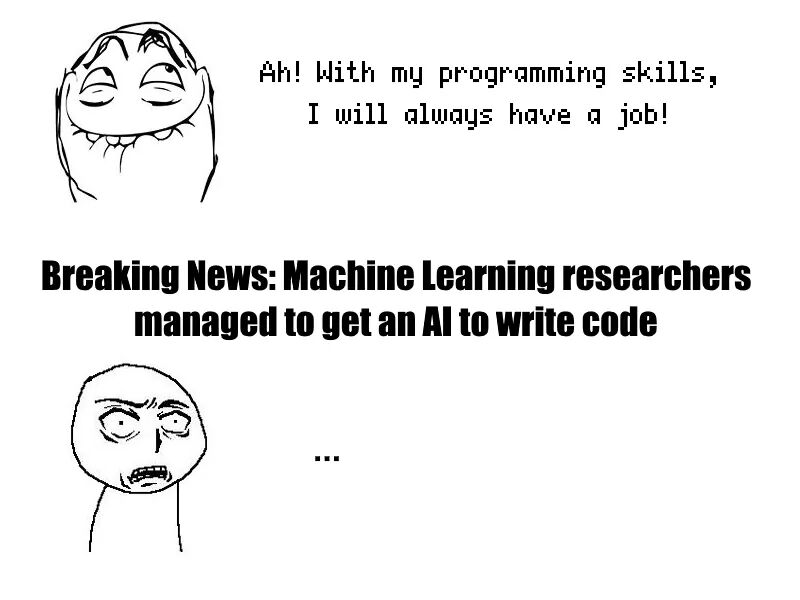 Ah! With my programming skills,
I will always have a job!
Breaking News: Machine Learning researchers
managed to get an AI to write code
...